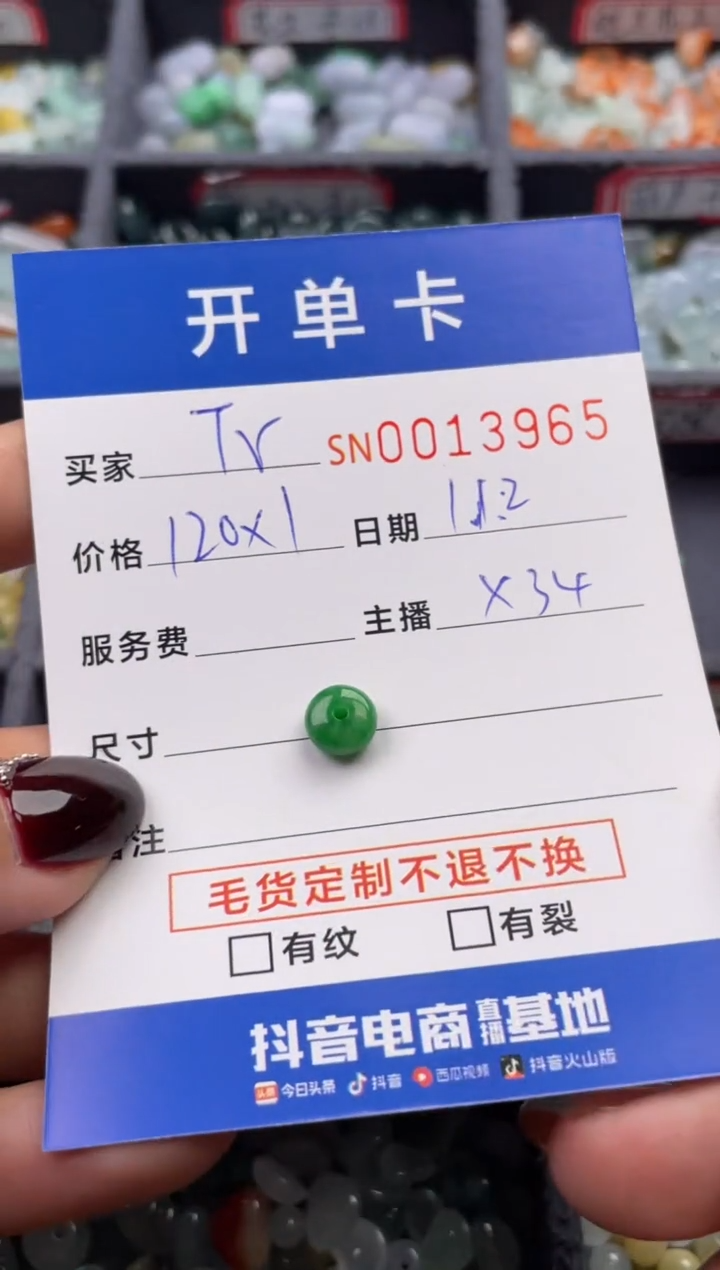 开单卡
买家 Tr SN0013965
价格 120x1 日期 11.2
服务费 主播 X34
尺寸
注
毛货定制不退不换
有纹 有裂
抖音电商直播基地
头条 今日头条 抖音 西瓜视频 抖音火山版